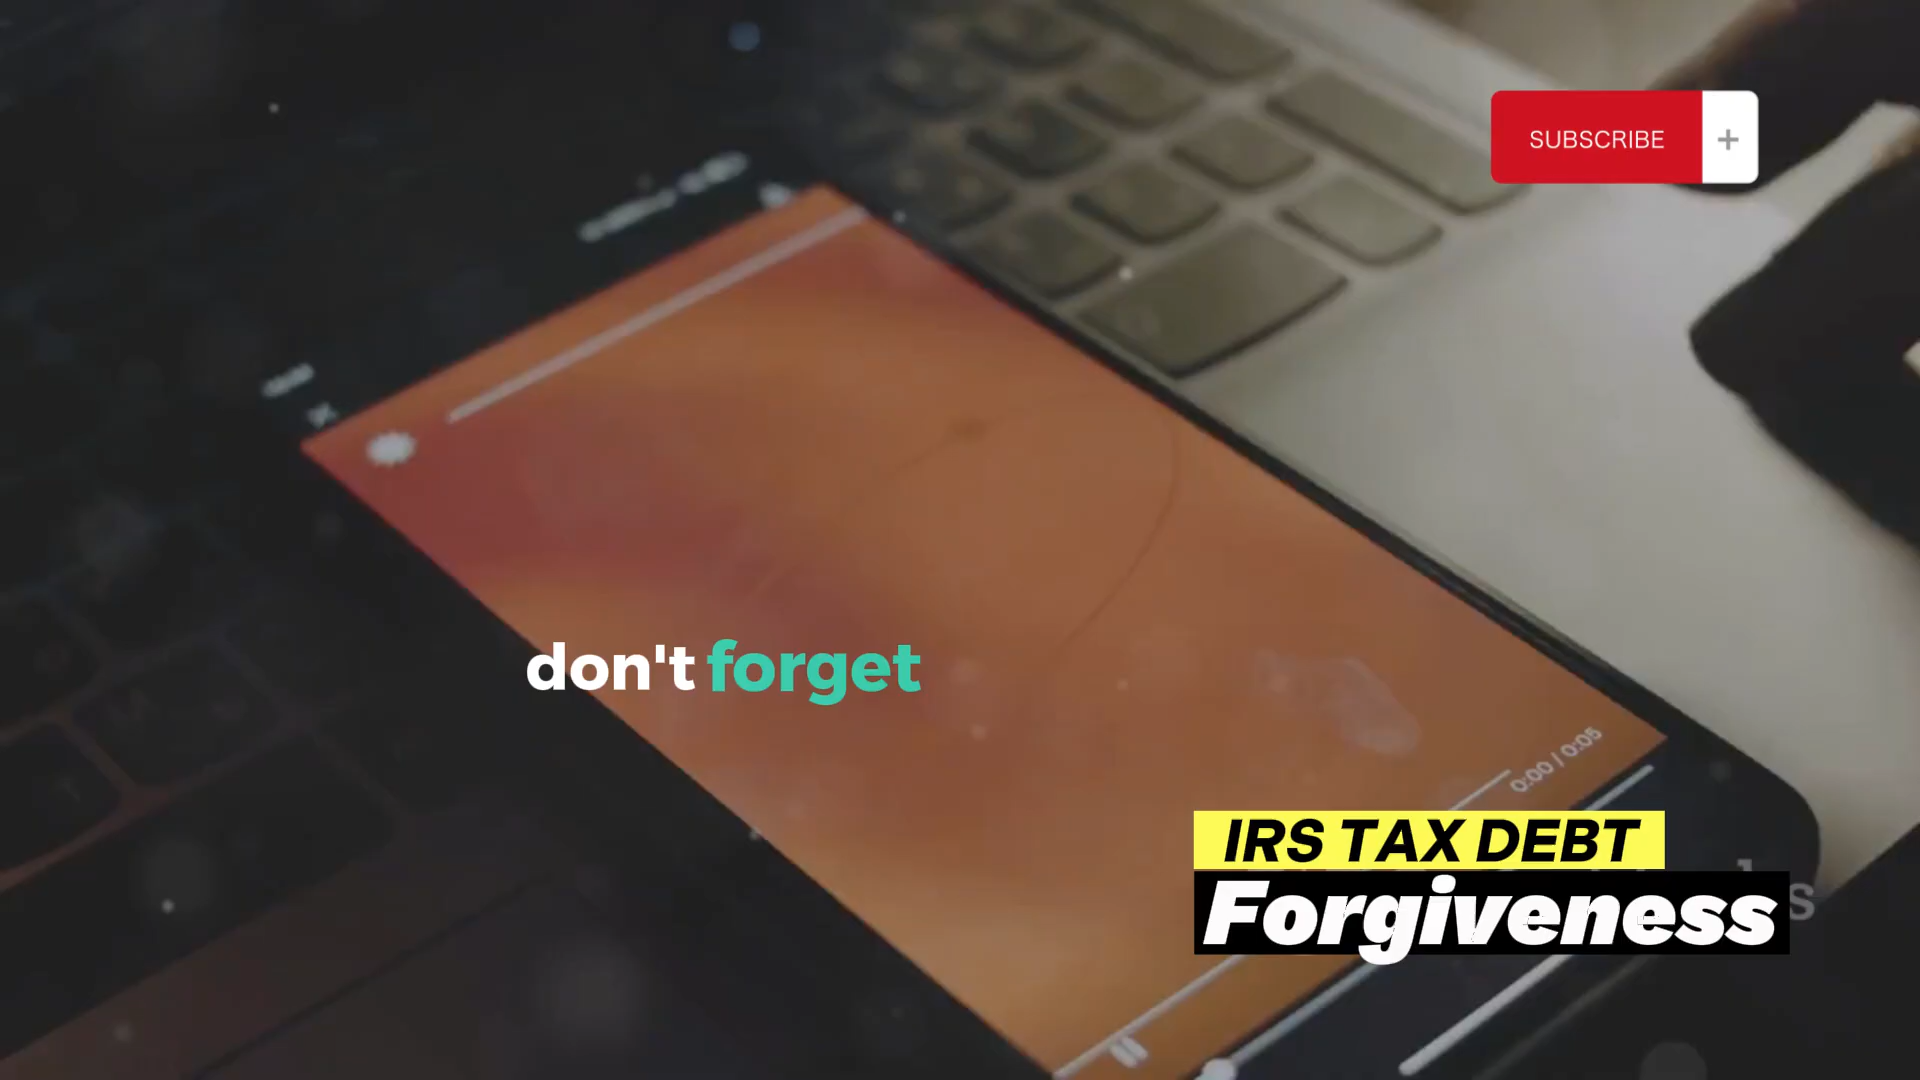 SUBSCRIBE +
don't forget
0:00 / 0:05
IRS TAX DEBT
Forgiveness